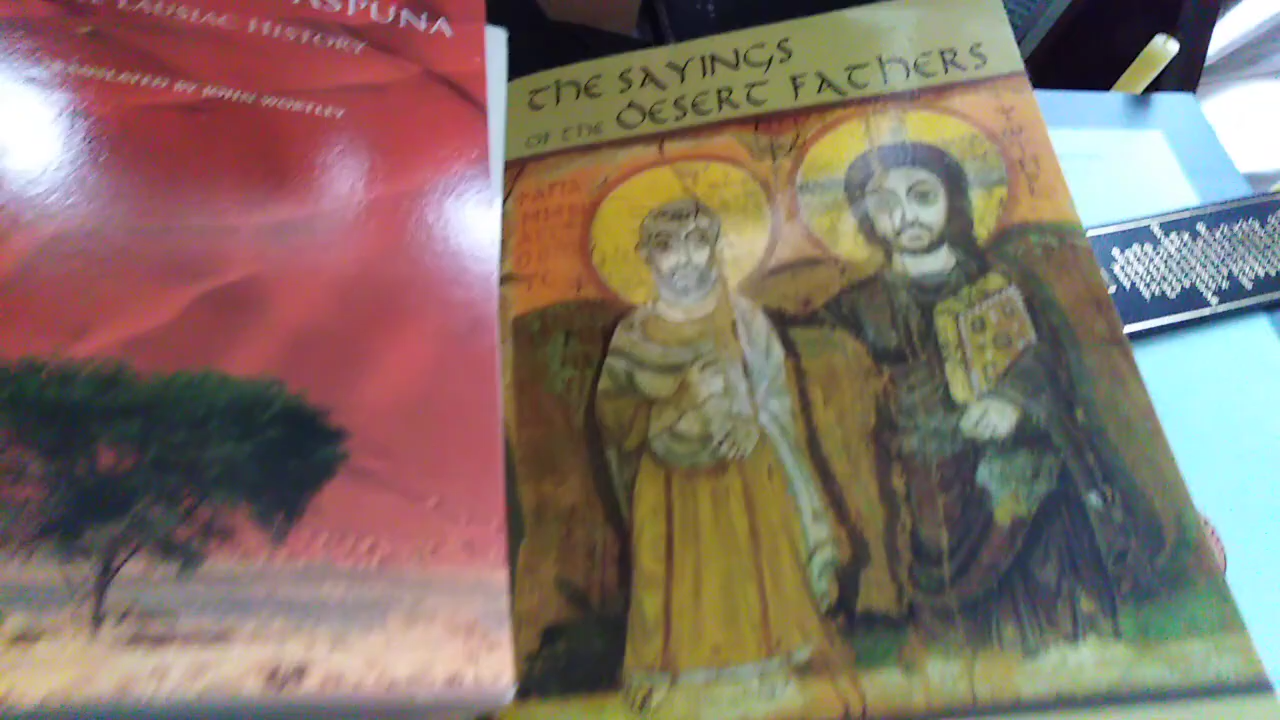 ASPUNA
LAUSIAC HISTORY
TRANSLATED BY JOHN WORTLEY
THE SAYINGS
OF THE DESERT FATHERS